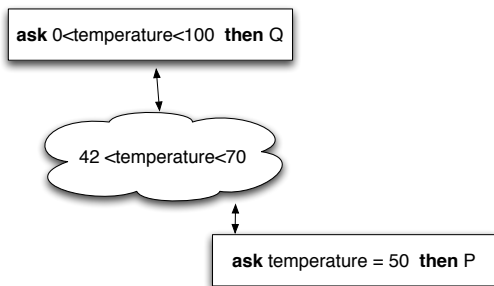 ask 0<temperature<100 then Q
42 <temperature<70
ask temperature = 50 then P